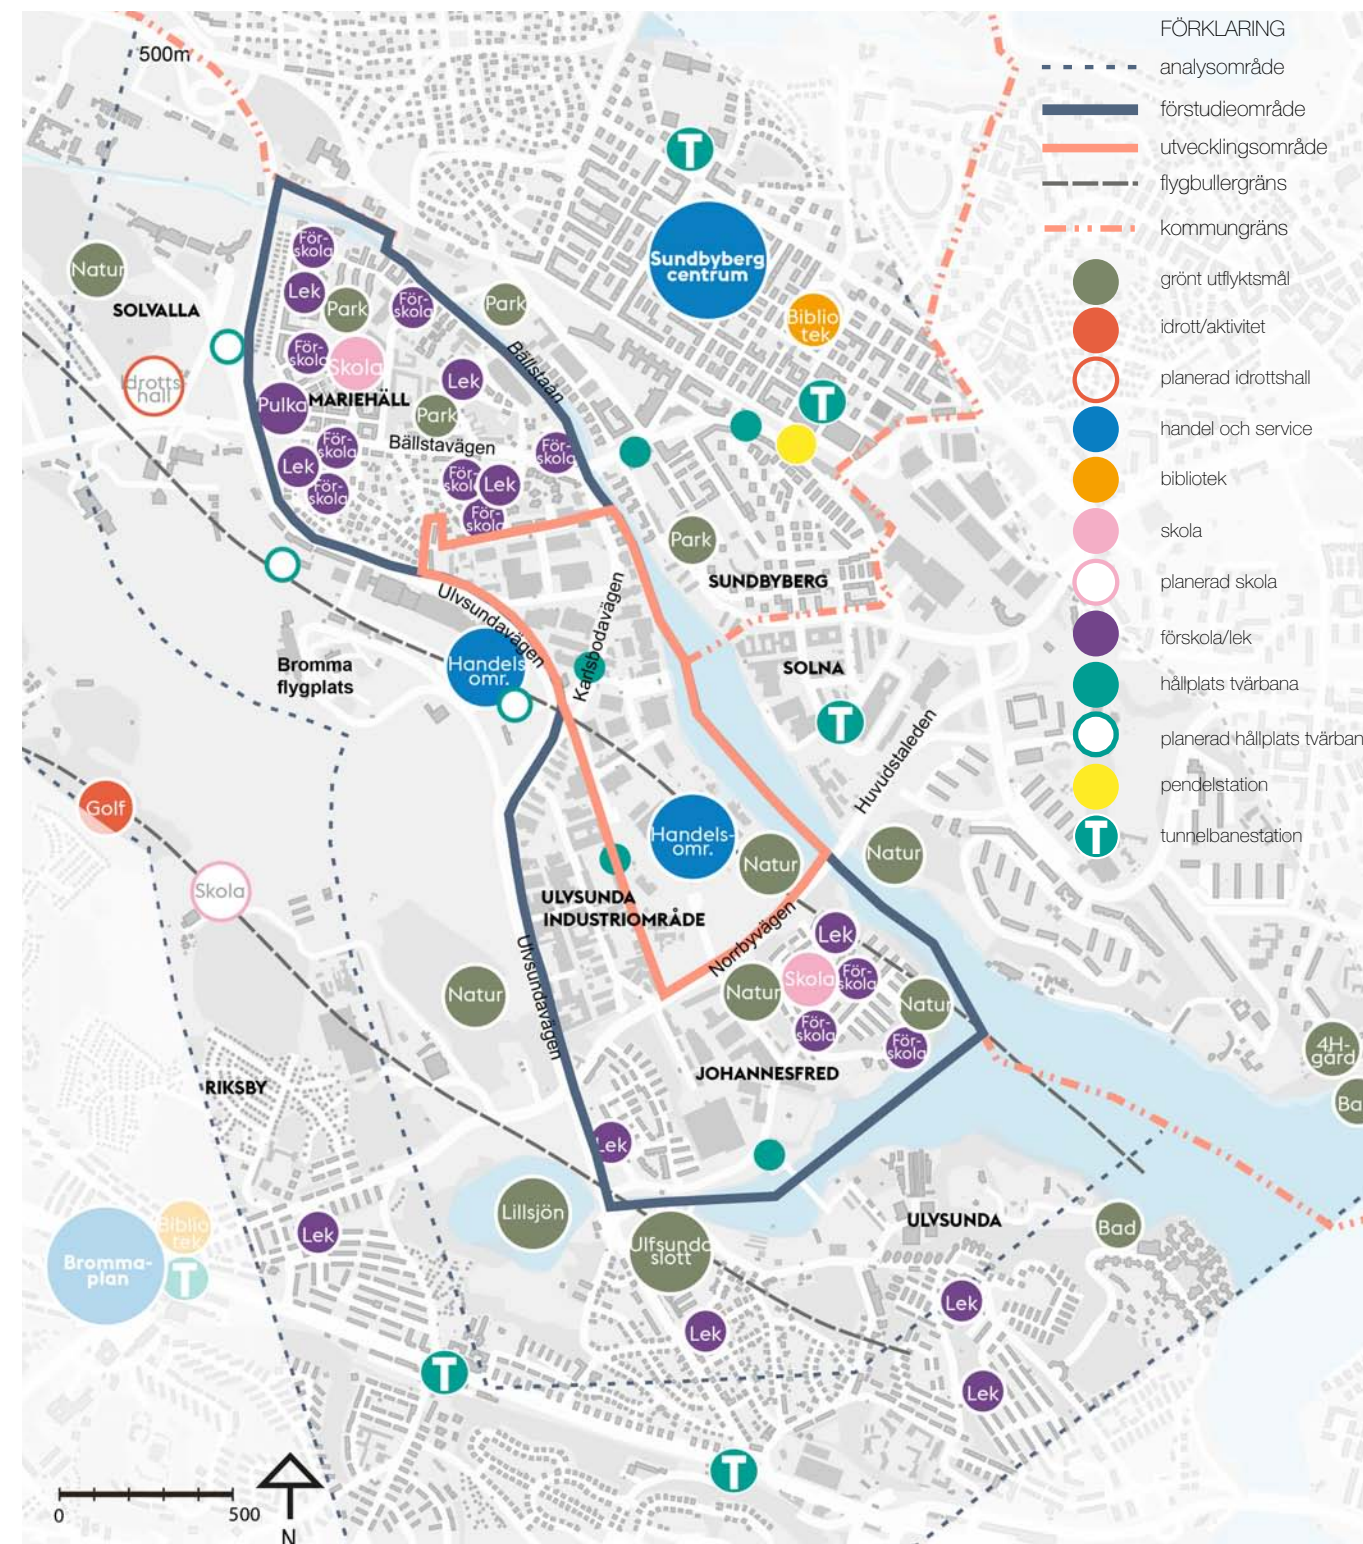 FÖRKLARING
analysområde
förstudieområde
utvecklingsområde
flygbullergräns
kommungräns
grönt utflyktsmål
idrott/aktivitet
planerad idrottshall
handel och service
bibliotek
skola
planerad skola
förskola/lek
hållplats tvärbana
planerad hållplats tvärban
pendelstation
T
tunnelbanestation
500m
T
För-
skola
Sundbyberg
centrum
Natur
Lek
Park
För-
skola
Park
SOLVALLA
Biblio
tek
För-
skola
Skola
Bällstaån
Idrotts
hall
Lek
Pulka
MARIEHÄLL
Park
T
Bällstavägen
För-
skola
För-
skola
Lek
För-
skola
Lek
För-
skola
För-
skola
Park
SUNDBYBERG
Ulvsundavägen
Karlsbodavägen
Bromma
flygplats
Handels
omr.
SOLNA
T
Huvudstaleden
Golf
Handels-
omr.
Natur
Natur
Skola
ULVSUNDA
INDUSTRIOMRÅDE
Norrbyvägen
Lek
Ulvsundavägen
Natur
Natur
Skola
För-
skola
Natur
För-
skola
För-
skola
4H-
gård
JOHANNESFRED
RIKSBY
Ba
Lek
Lillsjön
ULVSUNDA
Bad
Biblio
tek
Lek
Ulfsunda
slott
Bromma-
plan
T
Lek
Lek
T
Lek
T
0
500
N